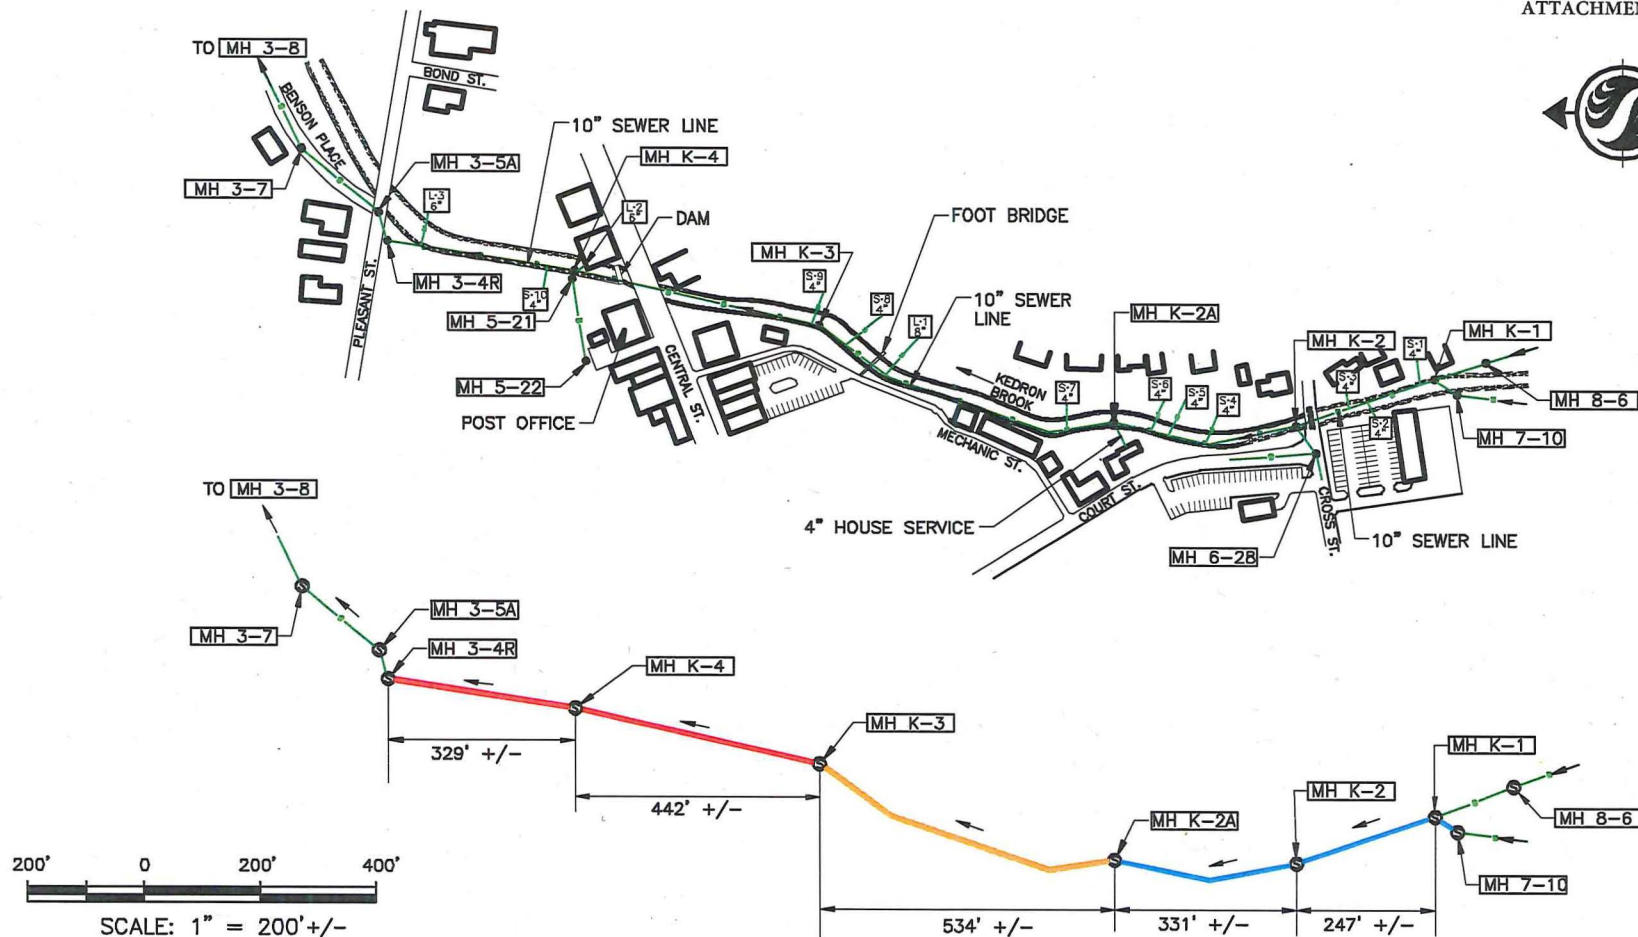 ATTACHME
TO MH 3-8
BOND ST.
BENSON PLACE
10" SEWER LINE
MH K-4
MH 3-5A
MH 3-7
L-3
6"
L-2
6"
DAM
FOOT BRIDGE
MH K-3
PLEASANT ST.
MH 3-4R
S-10
4"
MH 5-21
S-9
4"
S-8
4"
L-1
8"
10" SEWER
LINE
MH K-2A
MH K-2
S-1
4"
MH K-1
CENTRAL ST.
MH 5-22
POST OFFICE
KEDRON
BROOK
S-7
4"
S-6
4"
S-5
4"
S-4
4"
S-3
4"
S-2
4"
MH 8-6
MH 7-10
MECHANIC ST.
COURT ST.
4" HOUSE SERVICE
CROSS ST.
10" SEWER LINE
MH 6-28
TO MH 3-8
MH 3-7
MH 3-5A
MH 3-4R
MH K-4
MH K-3
329' +/-
442' +/-
MH K-1
MH K-2
MH K-2A
MH 8-6
MH 7-10
534' +/-
331' +/-
247' +/-
200' 0 200' 400'
SCALE: 1" = 200'+/-